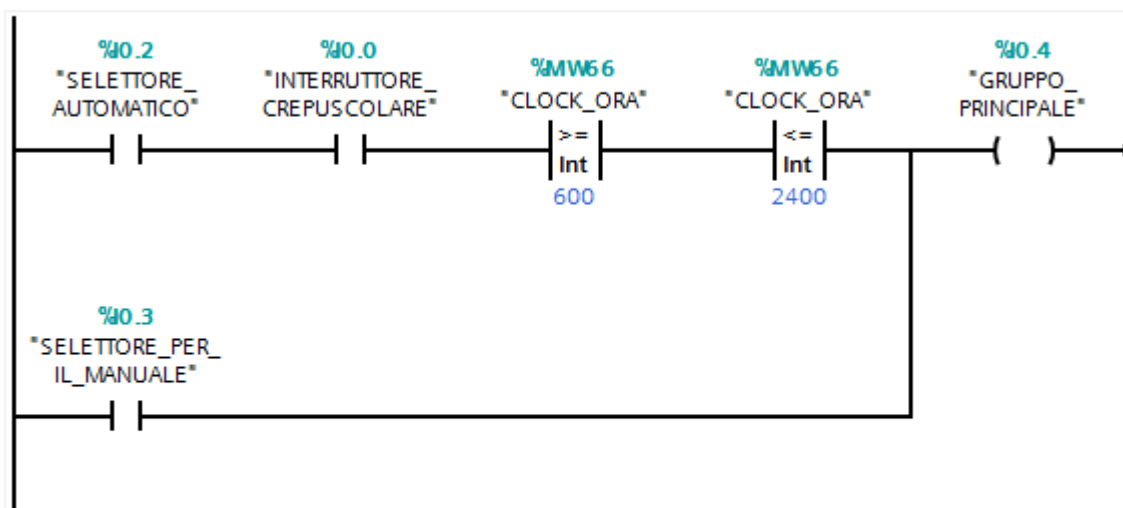 %I0.2
"SELETTORE_
AUTOMATICO"
%I0.0
"INTERRUTTORE_
CREPUSCOLARE"
%MW66
"CLOCK_ORA"
>=
Int
600
%MW66
"CLOCK_ORA"
<=
Int
2400
%I0.4
"GRUPPO_
PRINCIPALE"
%I0.3
"SELETTORE_PER_
IL_MANUALE"